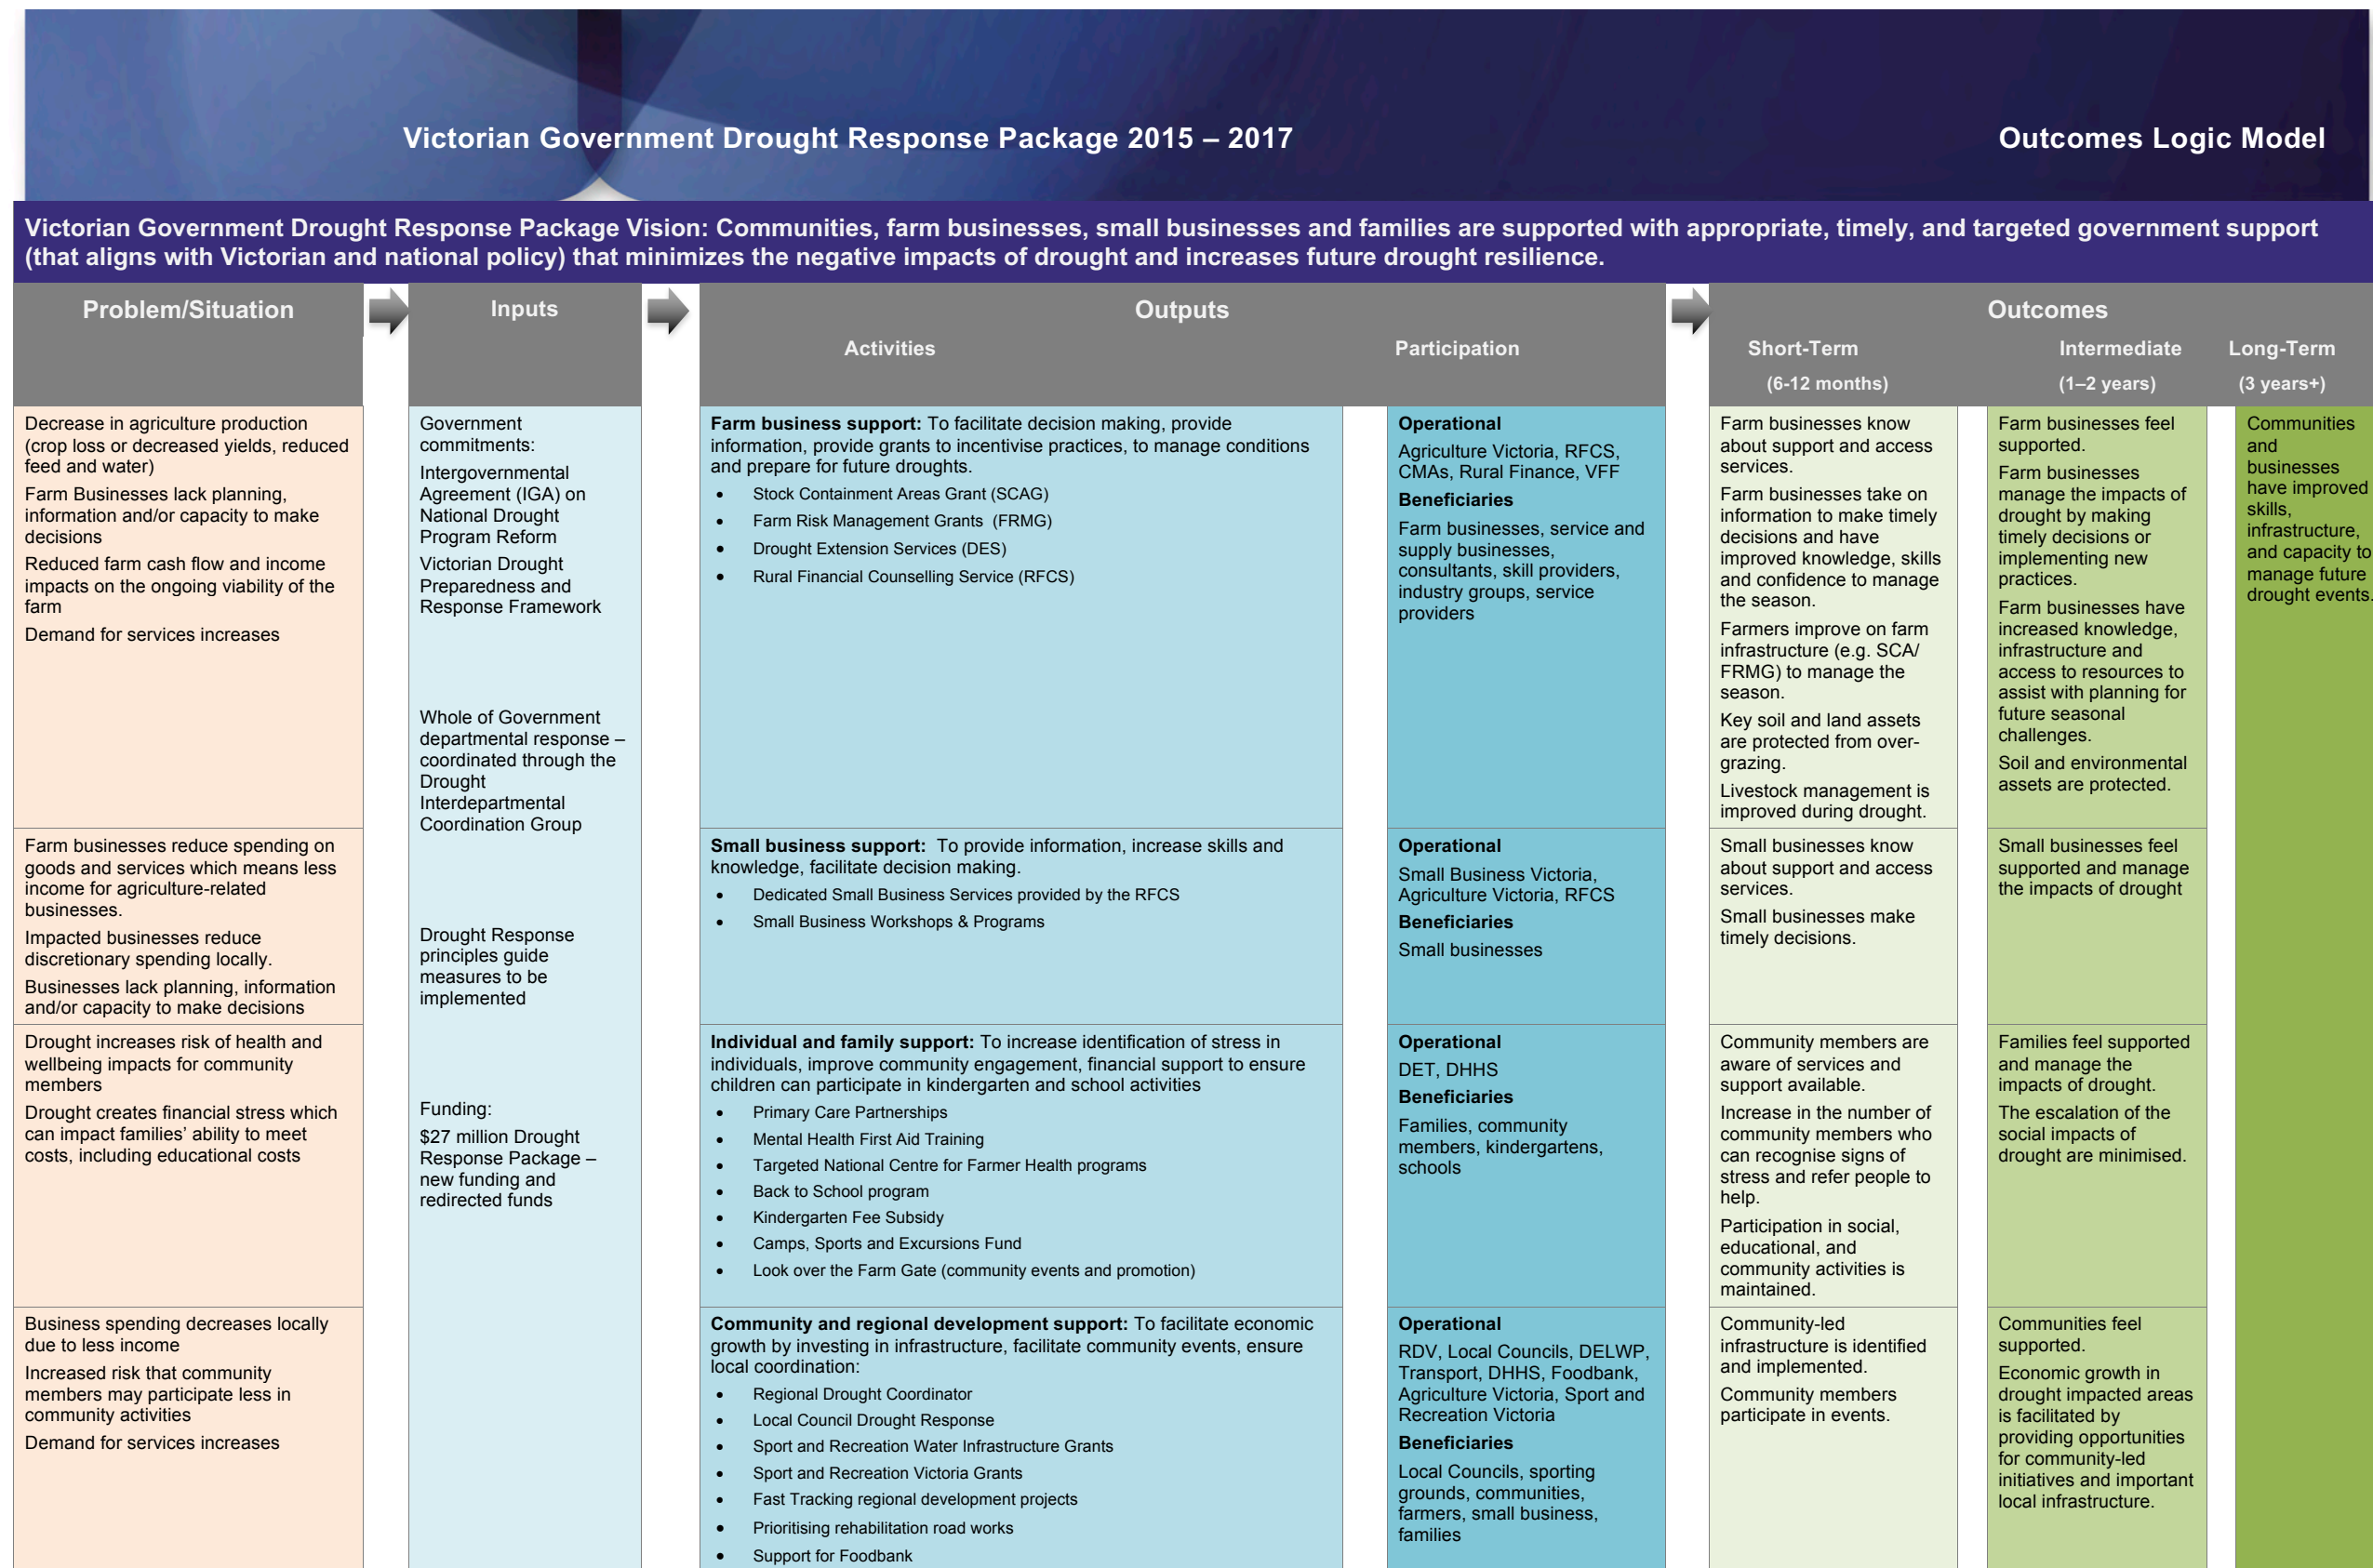 Victorian Government Drought Response Package 2015 – 2017
Outcomes Logic Model
Victorian Government Drought Response Package Vision: Communities, farm businesses, small businesses and families are supported with appropriate, timely, and targeted government support
(that aligns with Victorian and national policy) that minimizes the negative impacts of drought and increases future drought resilience.
Problem/Situation
Inputs
Outputs
Activities
Participation
Outcomes
Short-Term
(6-12 months)
Intermediate
(1–2 years)
Long-Term
(3 years+)
Decrease in agriculture production
(crop loss or decreased yields, reduced
feed and water)
Farm Businesses lack planning,
information and/or capacity to make
decisions
Reduced farm cash flow and income
impacts on the ongoing viability of the
farm
Demand for services increases
Government
commitments:
Intergovernmental
Agreement (IGA) on
National Drought
Program Reform
Victorian Drought
Preparedness and
Response Framework
Whole of Government
departmental response –
coordinated through the
Drought
Interdepartmental
Coordination Group
Drought Response
principles guide
measures to be
implemented
Funding:
$27 million Drought
Response Package –
new funding and
redirected funds
Farm business support: To facilitate decision making, provide
information, provide grants to incentivise practices, to manage conditions
and prepare for future droughts.
• Stock Containment Areas Grant (SCAG)
• Farm Risk Management Grants (FRMG)
• Drought Extension Services (DES)
• Rural Financial Counselling Service (RFCS)
Operational
Agriculture Victoria, RFCS,
CMAs, Rural Finance, VFF
Beneficiaries
Farm businesses, service and
supply businesses,
consultants, skill providers,
industry groups, service
providers
Farm businesses know
about support and access
services.
Farm businesses take on
information to make timely
decisions and have
improved knowledge, skills
and confidence to manage
the season.
Farmers improve on farm
infrastructure (e.g. SCA/
FRMG) to manage the
season.
Key soil and land assets
are protected from over-
grazing.
Livestock management is
improved during drought.
Farm businesses feel
supported.
Farm businesses
manage the impacts of
drought by making
timely decisions or
implementing new
practices.
Farm businesses have
increased knowledge,
infrastructure and
access to resources to
assist with planning for
future seasonal
challenges.
Soil and environmental
assets are protected.
Communities
and
businesses
have improved
skills,
infrastructure,
and capacity to
manage future
drought events.
Farm businesses reduce spending on
goods and services which means less
income for agriculture-related
businesses.
Impacted businesses reduce
discretionary spending locally.
Businesses lack planning, information
and/or capacity to make decisions
Small business support: To provide information, increase skills and
knowledge, facilitate decision making.
• Dedicated Small Business Services provided by the RFCS
• Small Business Workshops & Programs
Operational
Small Business Victoria,
Agriculture Victoria, RFCS
Beneficiaries
Small businesses
Small businesses know
about support and access
services.
Small businesses make
timely decisions.
Small businesses feel
supported and manage
the impacts of drought
Drought increases risk of health and
wellbeing impacts for community
members
Drought creates financial stress which
can impact families’ ability to meet
costs, including educational costs
Individual and family support: To increase identification of stress in
individuals, improve community engagement, financial support to ensure
children can participate in kindergarten and school activities
• Primary Care Partnerships
• Mental Health First Aid Training
• Targeted National Centre for Farmer Health programs
• Back to School program
• Kindergarten Fee Subsidy
• Camps, Sports and Excursions Fund
• Look over the Farm Gate (community events and promotion)
Operational
DET, DHHS
Beneficiaries
Families, community
members, kindergartens,
schools
Community members are
aware of services and
support available.
Increase in the number of
community members who
can recognise signs of
stress and refer people to
help.
Participation in social,
educational, and
community activities is
maintained.
Families feel supported
and manage the
impacts of drought.
The escalation of the
social impacts of
drought are minimised.
Business spending decreases locally
due to less income
Increased risk that community
members may participate less in
community activities
Demand for services increases
Community and regional development support: To facilitate economic
growth by investing in infrastructure, facilitate community events, ensure
local coordination:
• Regional Drought Coordinator
• Local Council Drought Response
• Sport and Recreation Water Infrastructure Grants
• Sport and Recreation Victoria Grants
• Fast Tracking regional development projects
• Prioritising rehabilitation road works
• Support for Foodbank
Operational
RDV, Local Councils, DELWP,
Transport, DHHS, Foodbank,
Agriculture Victoria, Sport and
Recreation Victoria
Beneficiaries
Local Councils, sporting
grounds, communities,
farmers, small business,
families
Community-led
infrastructure is identified
and implemented.
Community members
participate in events.
Communities feel
supported.
Economic growth in
drought impacted areas
is facilitated by
providing opportunities
for community-led
initiatives and important
local infrastructure.